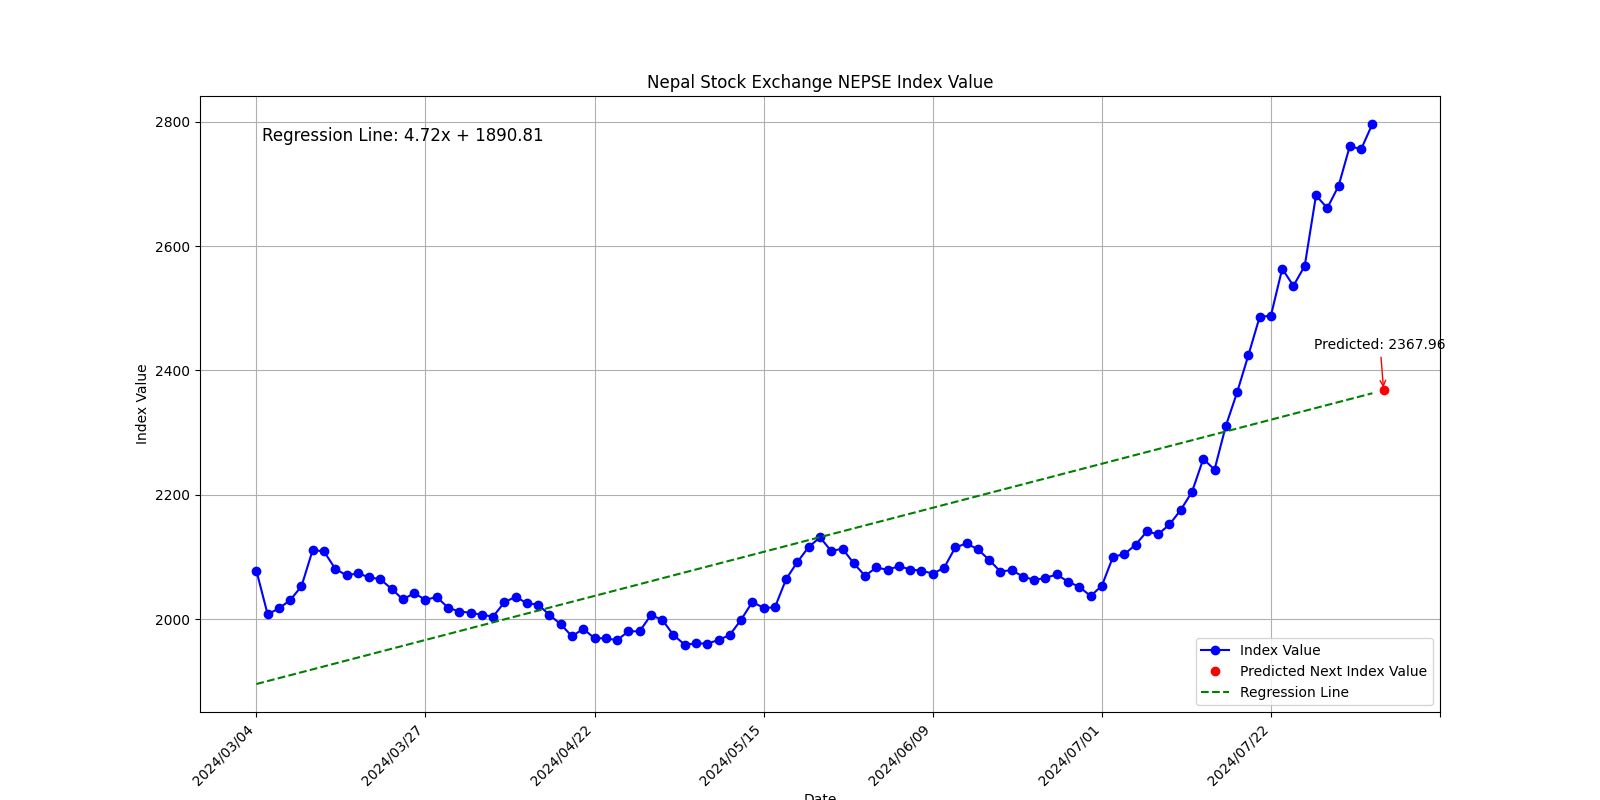 Nepal Stock Exchange NEPSE Index Value
2800
Regression Line: 4.72x + 1890.81
2600
Predicted: 2367.96
2400
Index Value
2200
2000
Index Value
Predicted Next Index Value
Regression Line
2024/03/04
2024/03/27
2024/04/22
2024/05/15
2024/06/09
2024/07/01
2024/07/22
Date